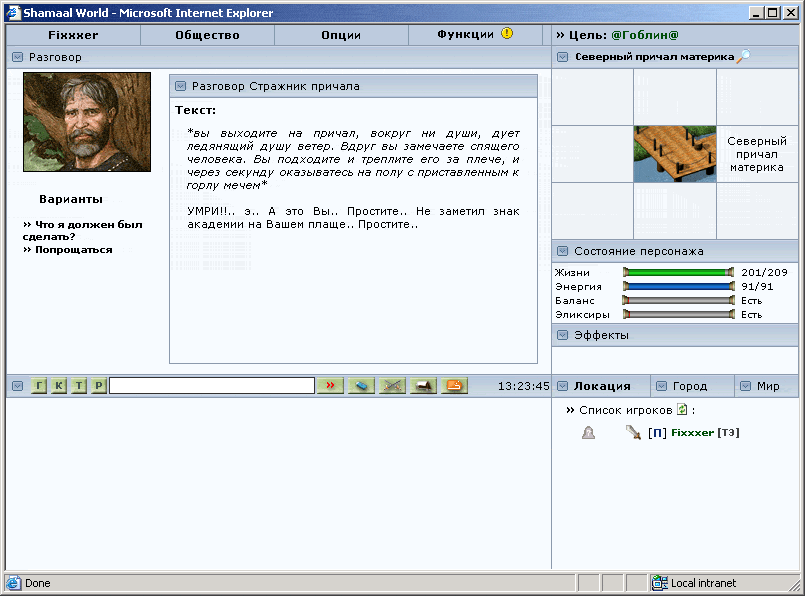 Shamaal World - Microsoft Internet Explorer
Fixxxer Общество Опции Функции
Разговор
Разговор Стражник причала
Текст:
*вы выходите на причал, вокруг ни души, дует
ледянящий душу ветер. Вдруг вы замечаете спящего
человека. Вы подходите и треплите его за плече, и
через секунду оказыватесь на полу с приставленным к
горлу мечем*
УМРИ!!.. э.. А это Вы.. Простите.. Не заметил знак
академии на Вашем плаще.. Простите..
Варианты
» Что я должен был
сделать?
» Попрощаться
» Цель: @Гоблин@
Северный причал материка
Северный
причал
материка
Состояние персонажа
Жизни 201/209
Энергия 91/91
Баланс Есть
Эликсиры Есть
Эффекты
Г К Т Р » 13:23:45
Локация Город Мир
» Список игроков :
[П] Fixxxer [ТЭ]
Done Local intranet